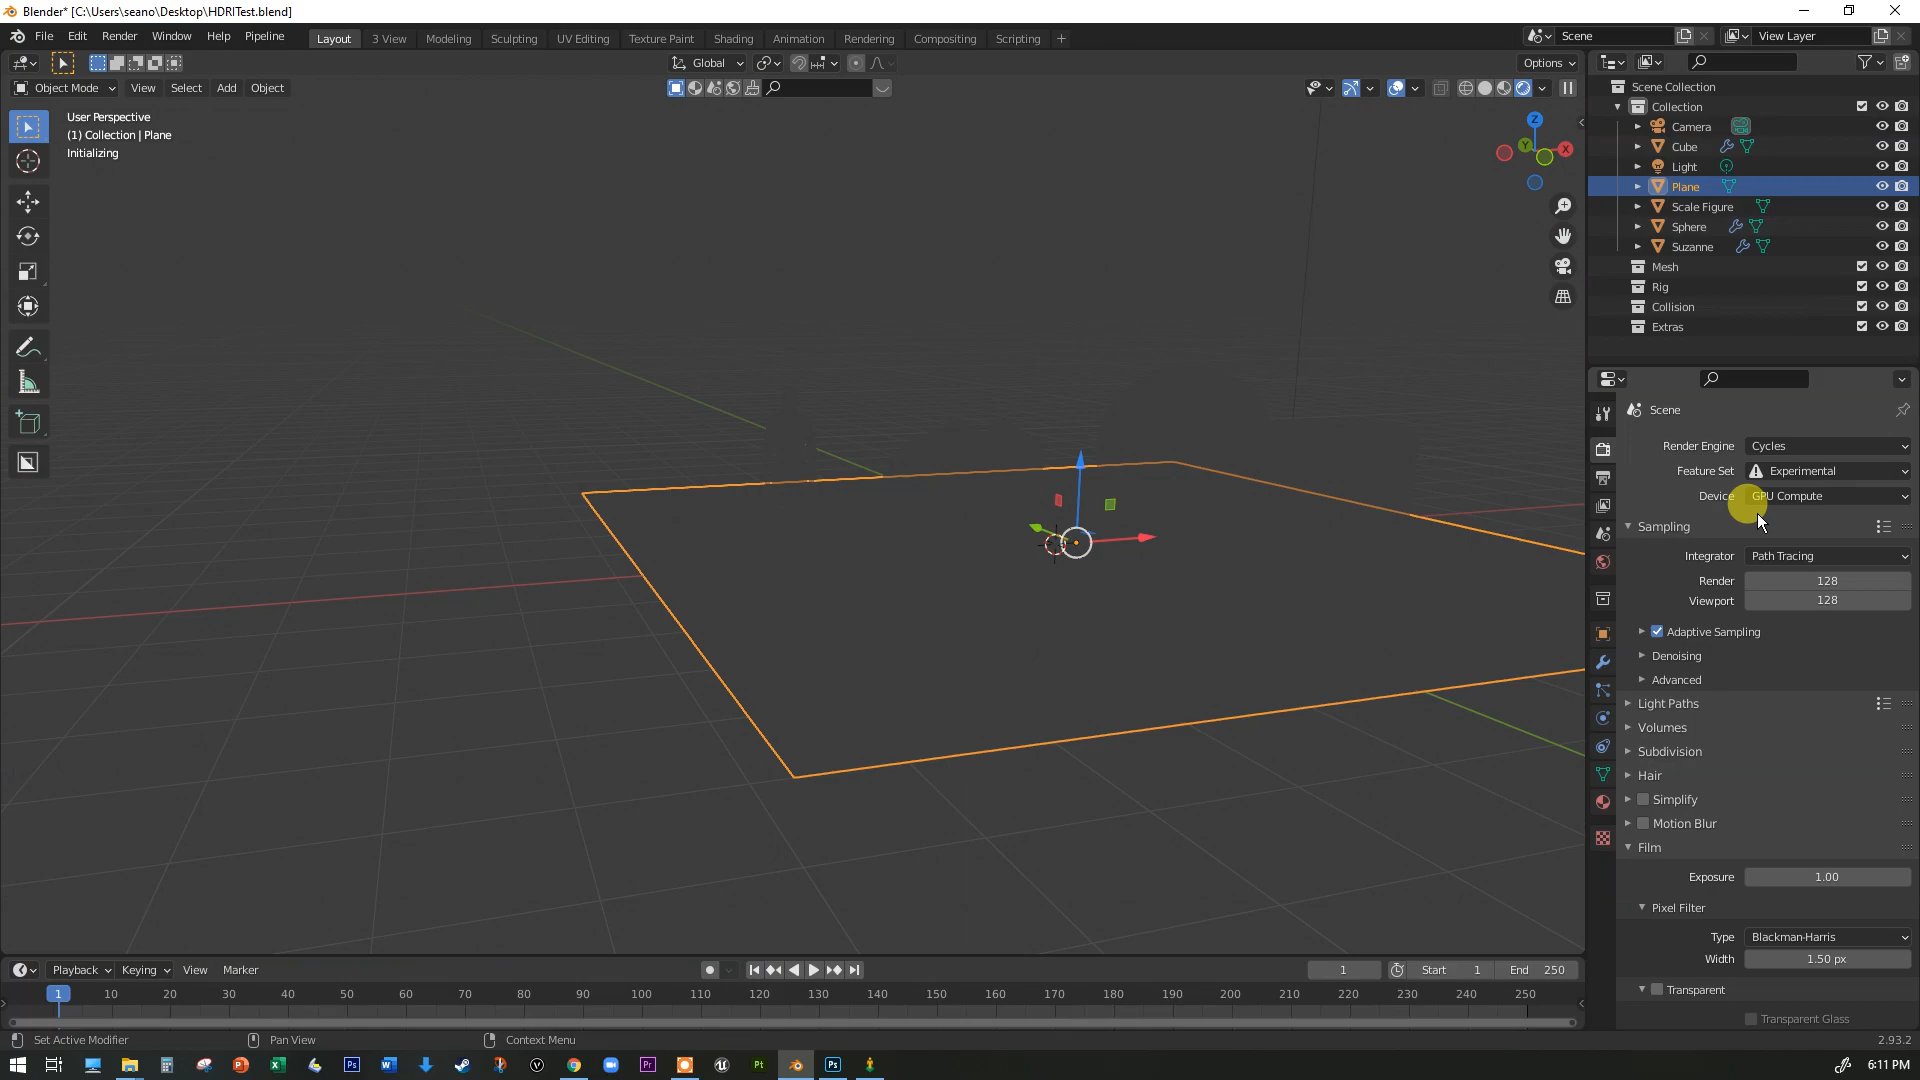 Blender* [C:\Users\seano\Desktop\HDRITest.blend]
File Edit Render Window Help Pipeline Layout 3 View Modeling Sculpting UV Editing Texture Paint Shading Animation Rendering Compositing Scripting + Scene View Layer
Global Options
Object Mode View Select Add Object
User Perspective
(1) Collection | Plane
Initializing
Z
Y
X
Scene Collection
Collection
Camera
Cube
Light
Plane
Scale Figure
Sphere
Suzanne
Mesh
Rig
Collision
Extras
Scene
Render Engine Cycles
Feature Set Experimental
Device GPU Compute
Sampling
Integrator Path Tracing
Render 128
Viewport 128
Adaptive Sampling
Denoising
Advanced
Light Paths
Volumes
Subdivision
Hair
Simplify
Motion Blur
Film
Exposure 1.00
Pixel Filter
Type Blackman-Harris
Width 1.50 px
Transparent
Transparent Glass
Playback Keying View Marker 1 Start 1 End 250
1 10 20 30 40 50 60 70 80 90 100 110 120 130 140 150 160 170 180 190 200 210 220 230 240 250
Set Active Modifier Pan View Context Menu 2.93.2
Ps Pr Pt Ps 6:11 PM